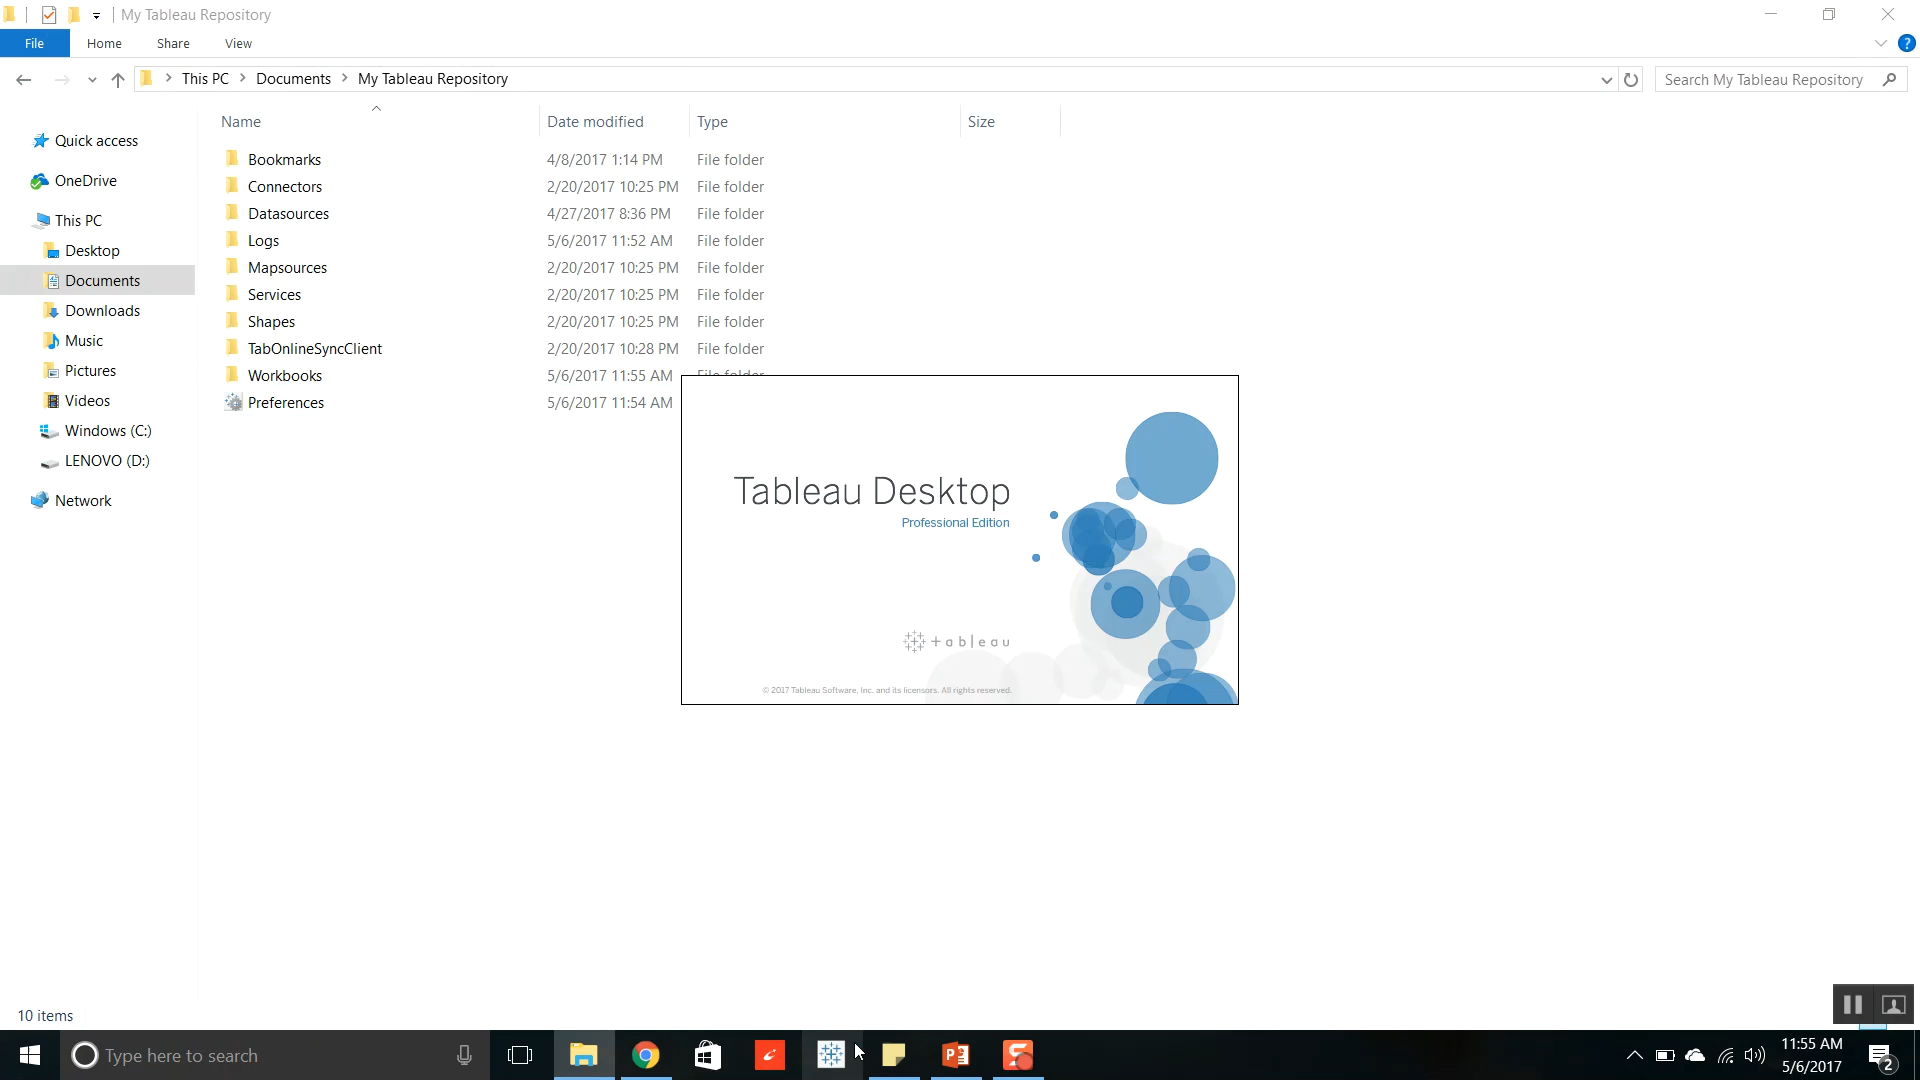 My Tableau Repository
File Home Share View
This PC Documents My Tableau Repository
Search My Tableau Repository
Name Date modified Type Size
Quick access
OneDrive
This PC
Desktop
Documents
Downloads
Music
Pictures
Videos
Windows (C:)
LENOVO (D:)
Network
Bookmarks 4/8/2017 1:14 PM File folder
Connectors 2/20/2017 10:25 PM File folder
Datasources 4/27/2017 8:36 PM File folder
Logs 5/6/2017 11:52 AM File folder
Mapsources 2/20/2017 10:25 PM File folder
Services 2/20/2017 10:25 PM File folder
Shapes 2/20/2017 10:25 PM File folder
TabOnlineSyncClient 2/20/2017 10:28 PM File folder
Workbooks 5/6/2017 11:55 AM File folder
Preferences 5/6/2017 11:54 AM
Tableau Desktop
Professional Edition
+ a b | e a u
© 2017 Tableau Software, Inc. and its licensors. All rights reserved.
10 items
Type here to search
11:55 AM
5/6/2017
2